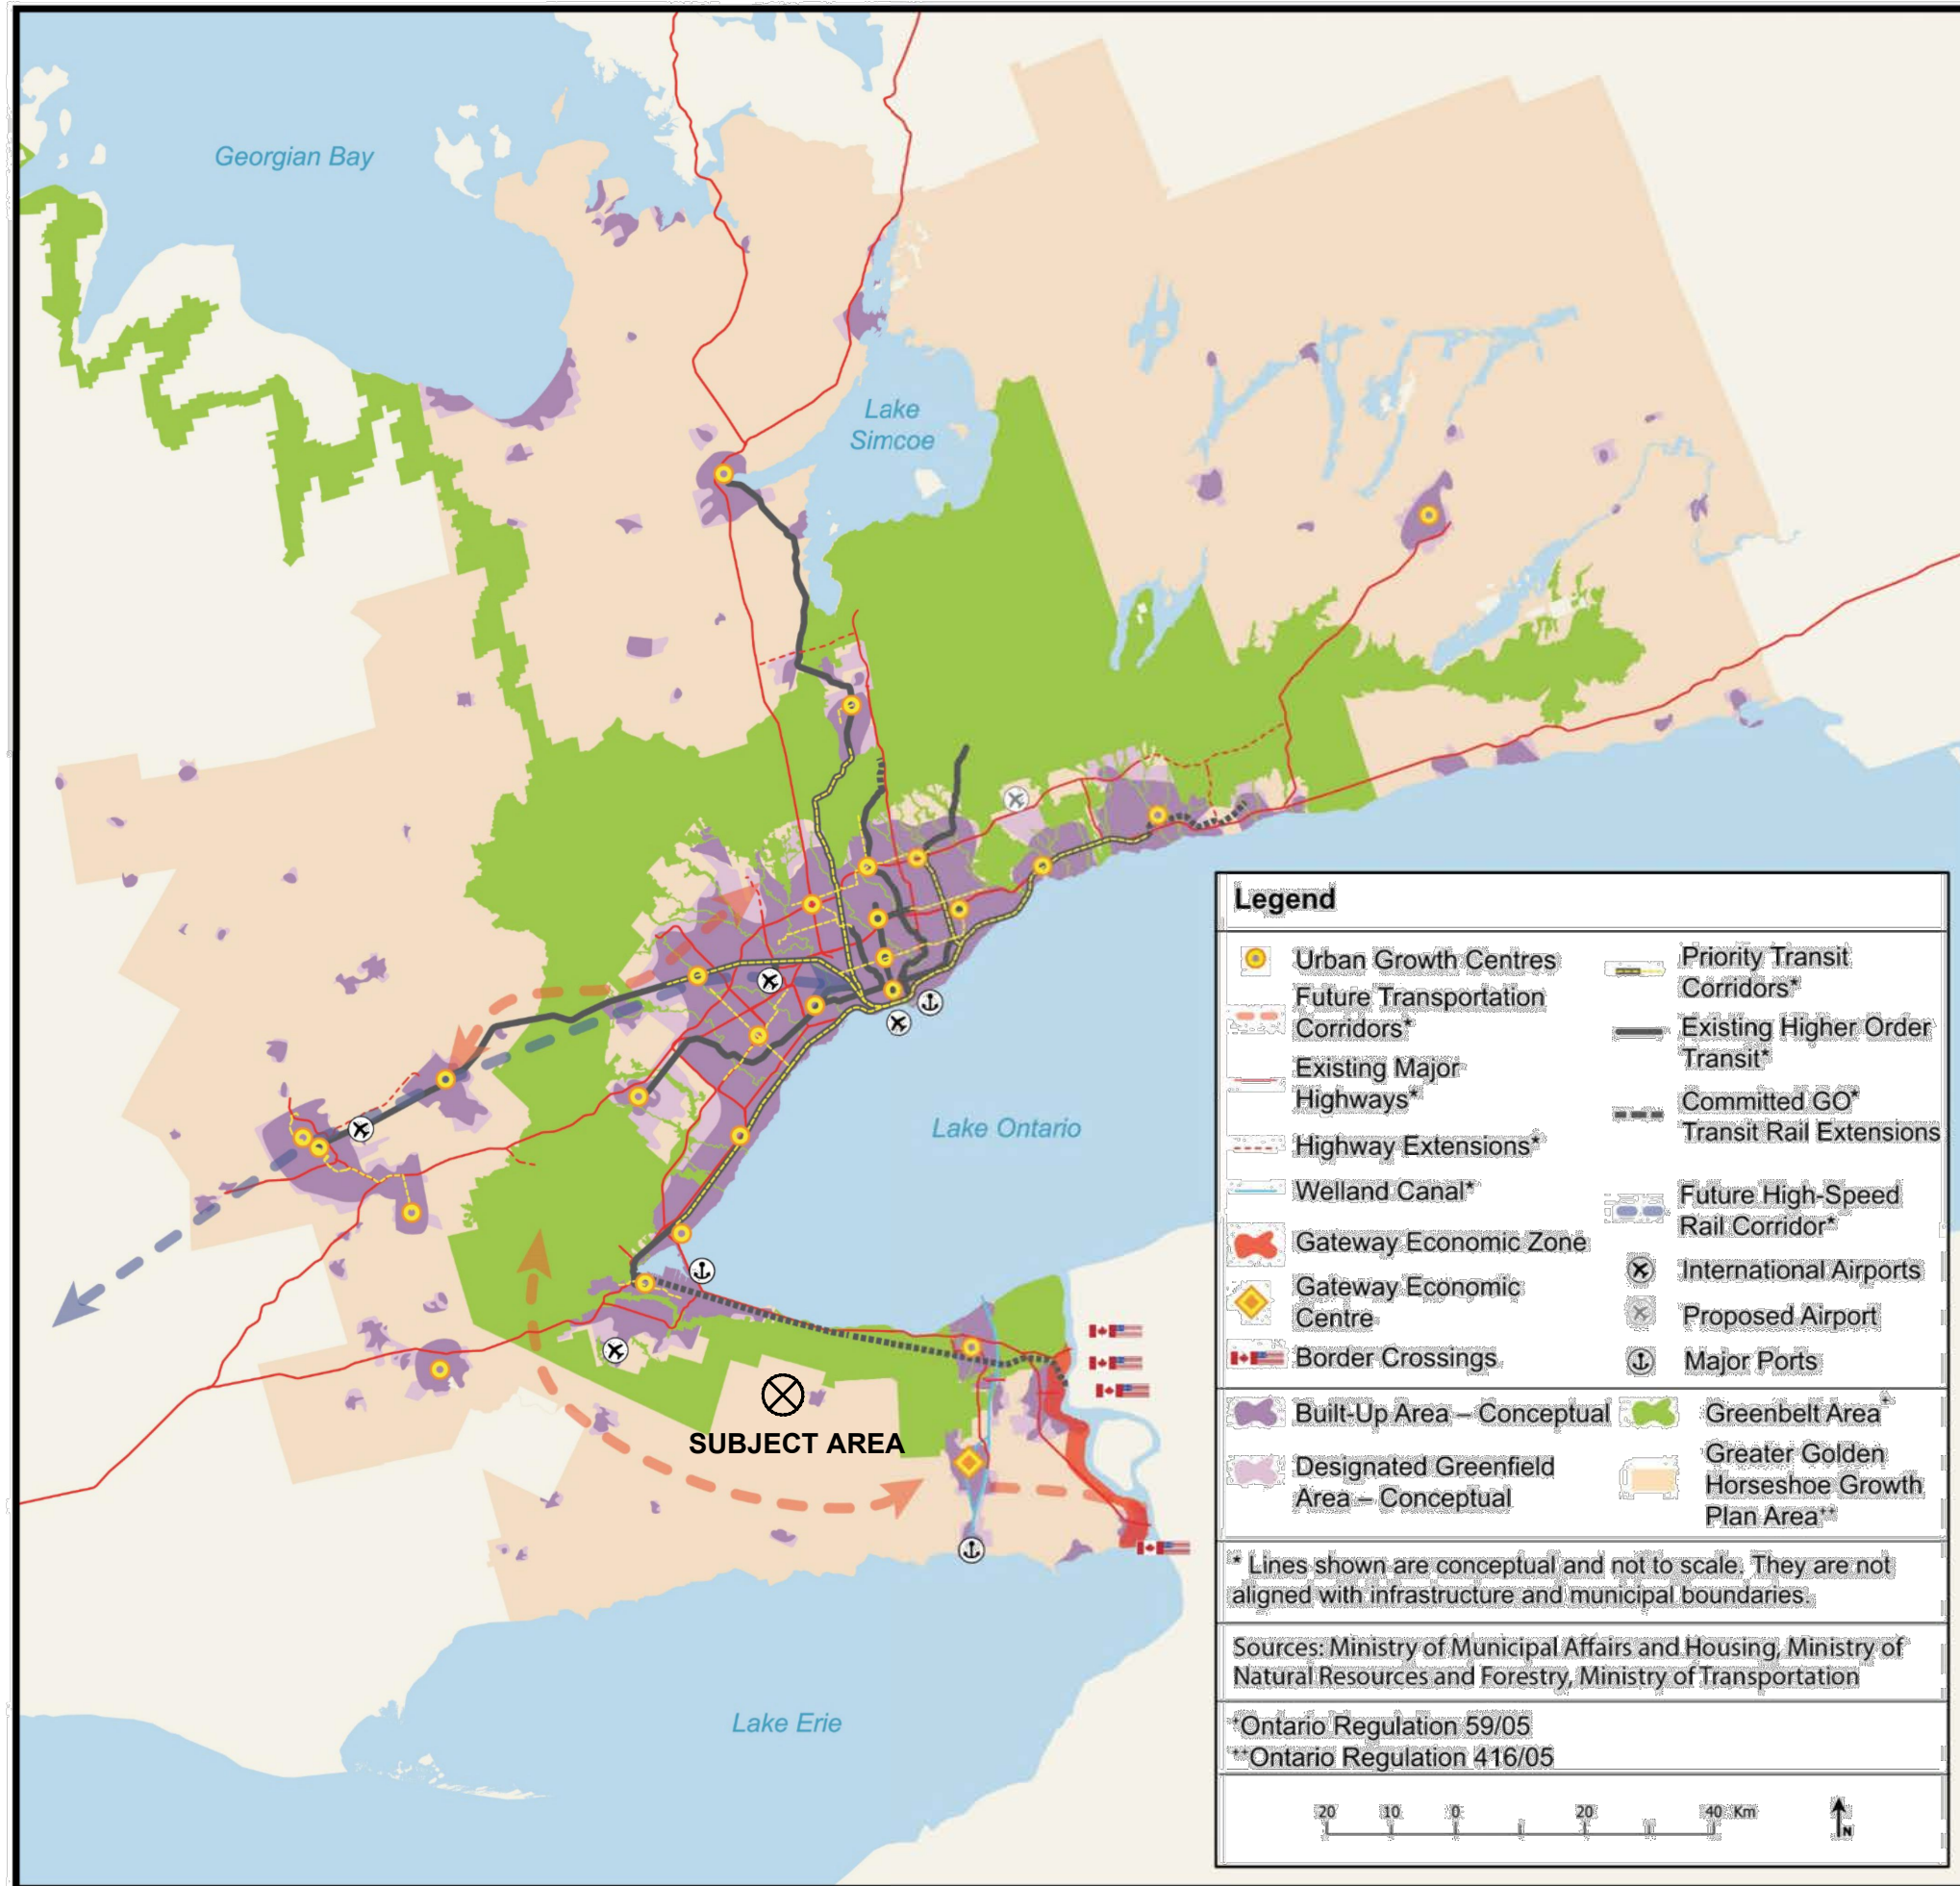 Georgian Bay
Lake
Simcoe
Lake Ontario
SUBJECT AREA
Lake Erie
Legend
Urban Growth Centres
Future Transportation
Corridors*
Existing Major
Highways*
Highway Extensions*
Welland Canal*
Gateway Economic Zone
Gateway Economic
Centre
Border Crossings
Priority Transit
Corridors*
Existing Higher Order
Transit*
Committed GO*
Transit Rail Extensions
Future High-Speed
Rail Corridor*
International Airports
Proposed Airport
Major Ports
Built-Up Area – Conceptual
Designated Greenfield
Area – Conceptual
Greenbelt Area+
Greater Golden
Horseshoe Growth
Plan Area++
* Lines shown are conceptual and not to scale. They are not
aligned with infrastructure and municipal boundaries.
Sources: Ministry of Municipal Affairs and Housing, Ministry of
Natural Resources and Forestry, Ministry of Transportation
+Ontario Regulation 59/05
++Ontario Regulation 416/05
20 10 0 20 40 Km
N